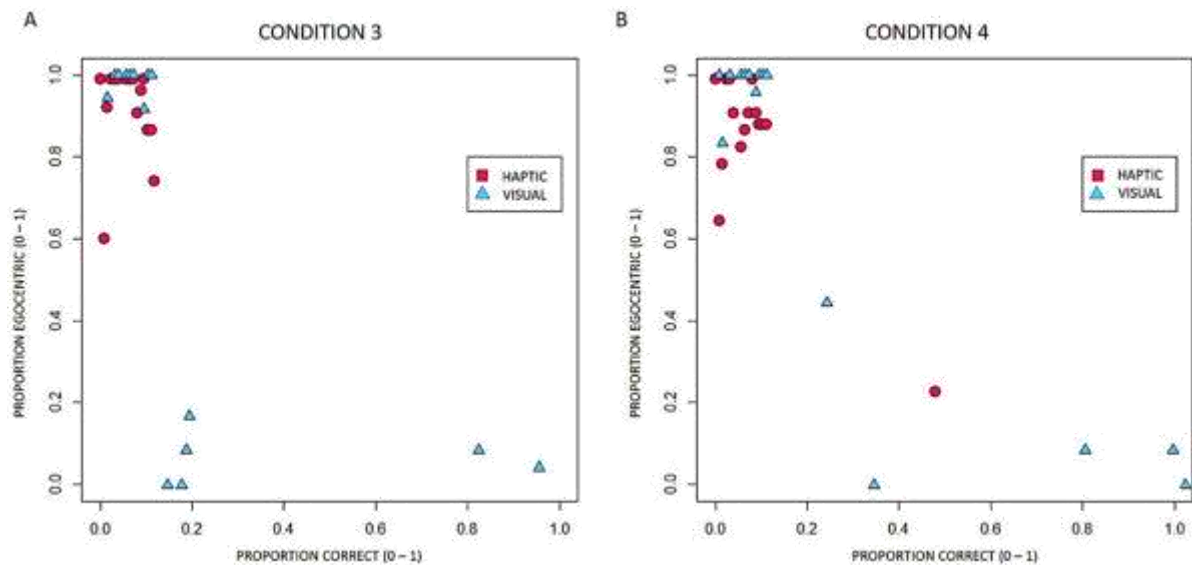 A
CONDITION 3
PROPORTION EGOCENTRIC (0 – 1)
1.0
0.8
0.6
0.4
0.2
0.0
HAPTIC
VISUAL
0.0 0.2 0.4 0.6 0.8 1.0
PROPORTION CORRECT (0 – 1)
B
CONDITION 4
PROPORTION EGOCENTRIC (0 – 1)
1.0
0.8
0.6
0.4
0.2
0.0
HAPTIC
VISUAL
0.0 0.2 0.4 0.6 0.8 1.0
PROPORTION CORRECT (0 – 1)